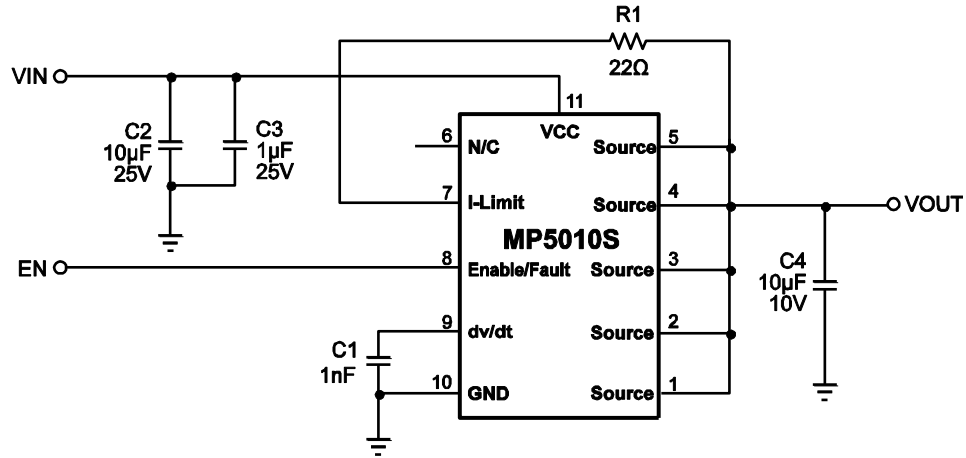 R1
22Ω
VIN
11
VCC
C2
10µF
25V
C3
1µF
25V
6
N/C
Source
5
7
I-Limit
Source
4
VOUT
MP5010S
EN
8
Enable/Fault
Source
3
C4
10µF
10V
9
dv/dt
Source
2
C1
1nF
10
GND
Source
1